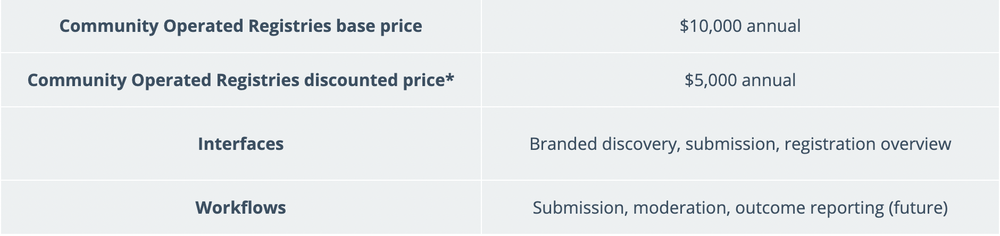 Community Operated Registries base price $10,000 annual
Community Operated Registries discounted price* $5,000 annual
Interfaces Branded discovery, submission, registration overview
Workflows Submission, moderation, outcome reporting (future)